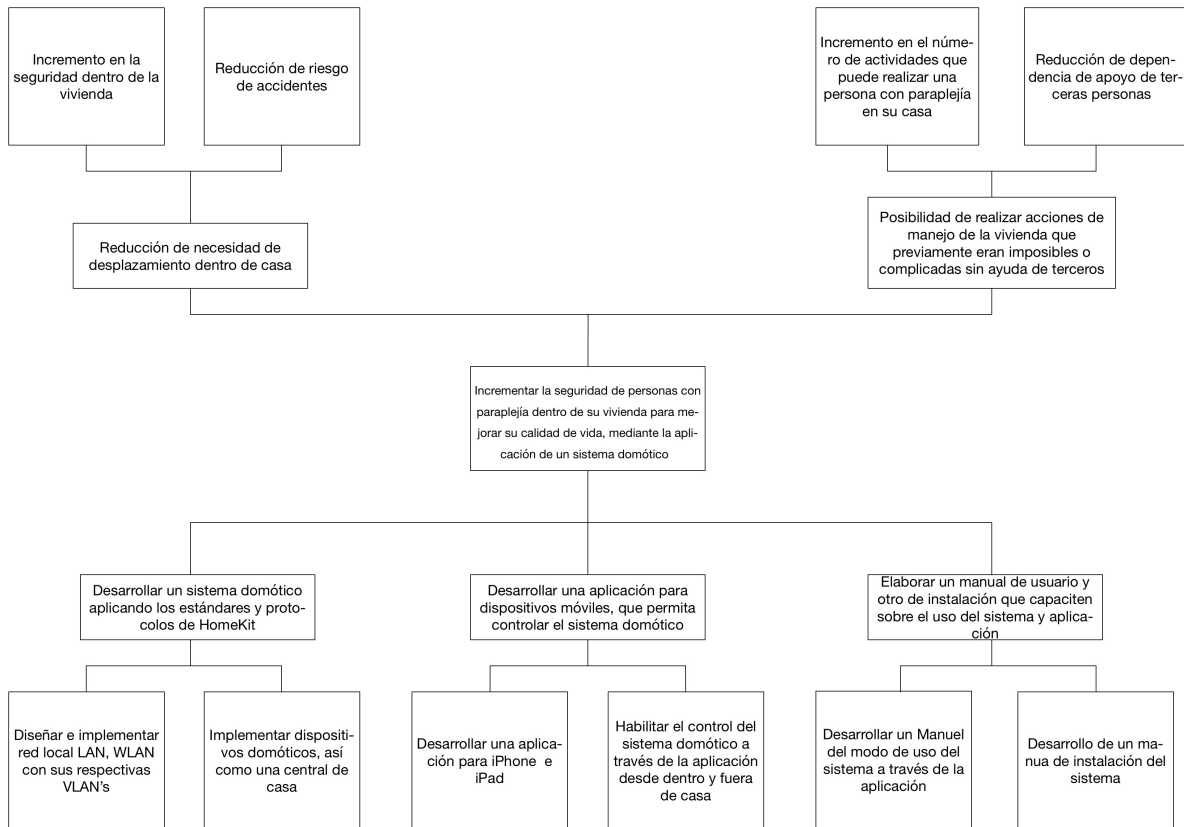 Incremento en la
seguridad dentro de la
vivienda
Reducción de riesgo
de accidentes
Incremento en el núme-
ro de actividades que
puede realizar una
persona con paraplejía
en su casa
Reducción de depen-
dencia de apoyo de ter-
ceras personas
Reducción de necesidad de
desplazamiento dentro de casa
Posibilidad de realizar acciones de
manejo de la vivienda que
previamente eran imposibles o
complicadas sin ayuda de terceros
Incrementar la seguridad de personas con
paraplejía dentro de su vivienda para me-
jorar su calidad de vida, mediante la apli-
cación de un sistema domótico
Desarrollar un sistema domótico
aplicando los estándares y proto-
colos de HomeKit
Desarrollar una aplicación para
dispositivos móviles, que permita
controlar el sistema domótico
Elaborar un manual de usuario y
otro de instalación que capaciten
sobre el uso del sistema y aplica-
ción
Diseñar e implementar
red local LAN, WLAN
con sus respectivas
VLAN's
Implementar dispositi-
vos domóticos, así
como una central de
casa
Desarrollar una aplica-
ción para iPhone e
iPad
Habilitar el control del
sistema domótico a
través de la aplicación
desde dentro y fuera
de casa
Desarrollar un Manuel
del modo de uso del
sistema a través de la
aplicación
Desarrollo de un ma-
nua de instalación del
sistema